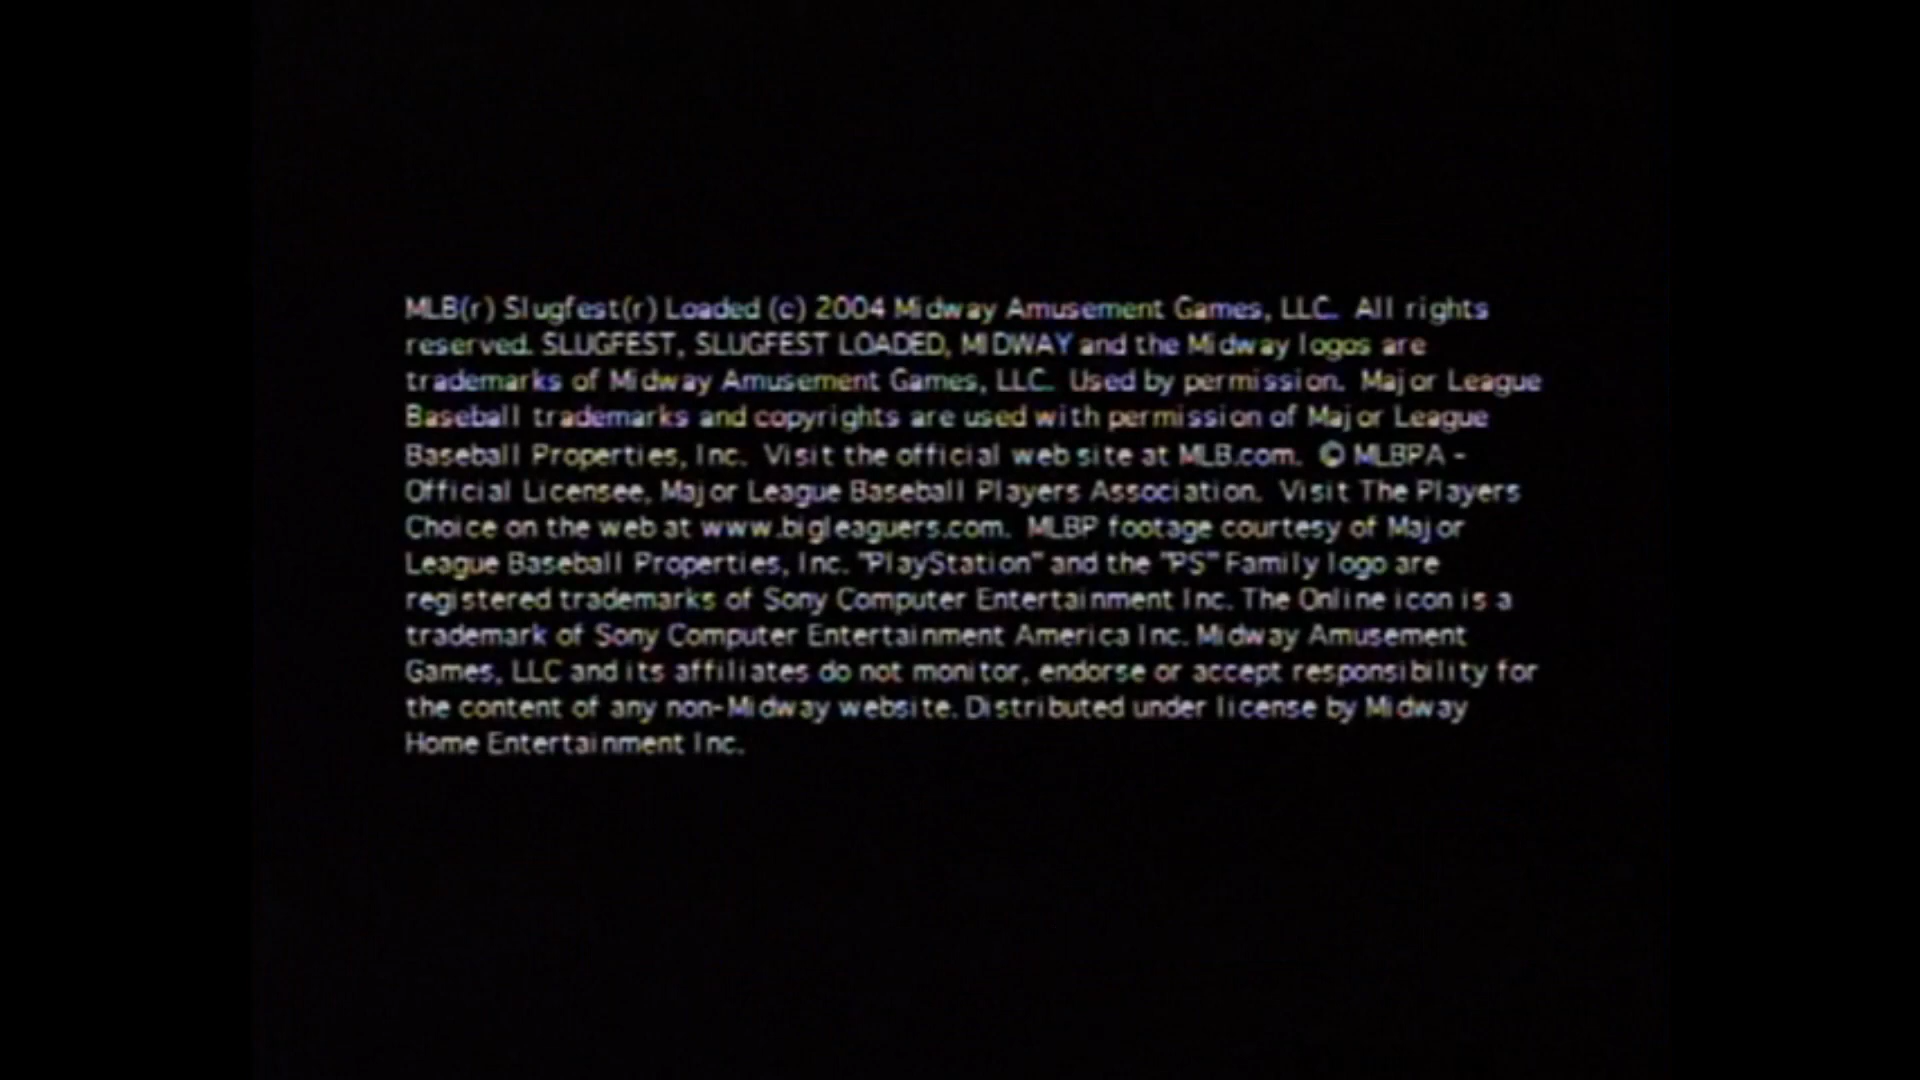 MLB(r) Slugfest(r) Loaded (c) 2004 Midway Amusement Games, LLC.  All rights
reserved. SLUGFEST, SLUGFEST LOADED, MIDWAY and the Midway logos are
trademarks of Midway Amusement Games, LLC.  Used by permission.  Major League
Baseball trademarks and copyrights are used with permission of Major League
Baseball Properties, Inc.  Visit the official web site at MLB.com.  © MLBPA -
Official Licensee, Major League Baseball Players Association.  Visit The Players
Choice on the web at www.bigleaguers.com.  MLBP footage courtesy of Major
League Baseball Properties, Inc. "PlayStation" and the "PS" Family logo are
registered trademarks of Sony Computer Entertainment Inc. The Online icon is a
trademark of Sony Computer Entertainment America Inc. Midway Amusement
Games, LLC and its affiliates do not monitor, endorse or accept responsibility for
the content of any non-Midway website. Distributed under license by Midway
Home Entertainment Inc.